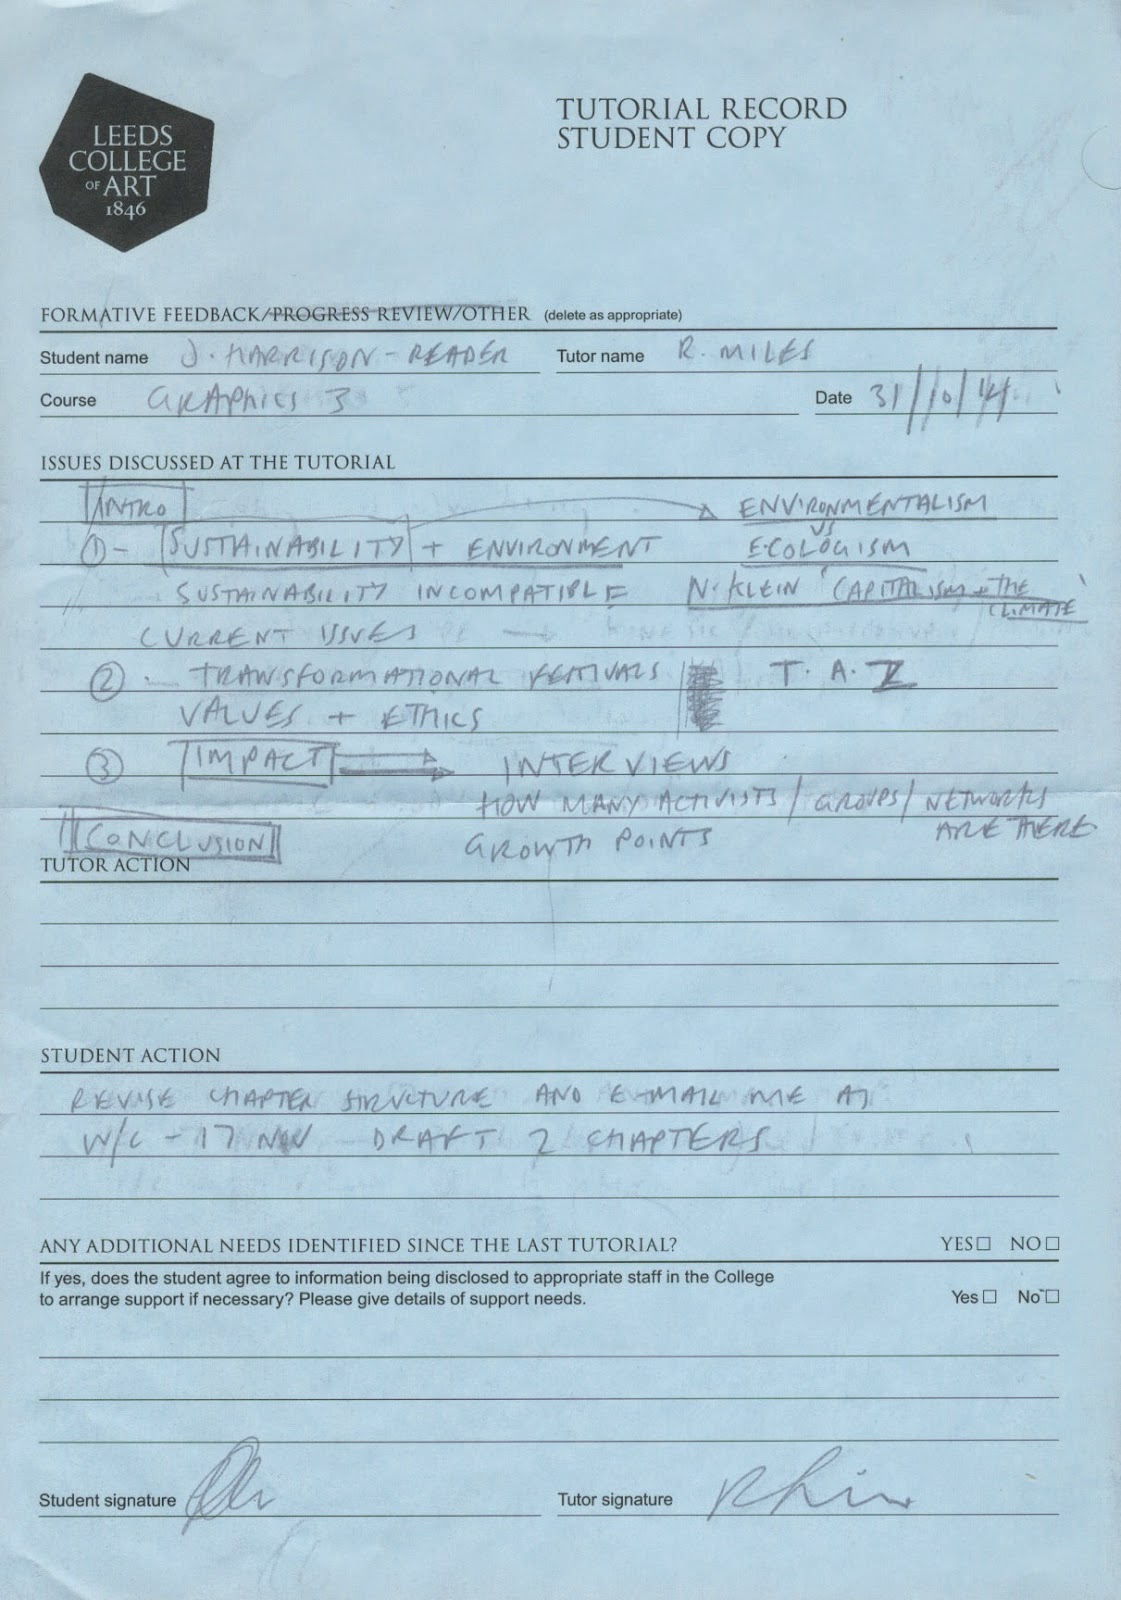 LEEDS
COLLEGE
OF ART
1846
TUTORIAL RECORD
STUDENT COPY
FORMATIVE FEEDBACK/PROGRESS REVIEW/OTHER (delete as appropriate)
Student name J. HARRISON-READER Tutor name R. MILES
Course GRAPHICS 3 Date 31/10/14
ISSUES DISCUSSED AT THE TUTORIAL
INTRO ENVIRONMENTALISM
VS
① - SUSTAINABILITY + ENVIRONMENT ECOLOGISM
SUSTAINABILITY INCOMPATIBLE N. KLEIN 'CAPITALISM + THE
CLIMATE'
CURRENT ISSUES
② - TRANSFORMATIONAL FESTIVALS T. A. Z
VALUES + ETHICS
③ IMPACT INTERVIEWS
HOW MANY ACTIVISTS / GROUPS / NETWORKS
ARE THERE
CONCLUSION GROWTH POINTS
TUTOR ACTION
STUDENT ACTION
REVISE CHAPTER STRUCTURE AND E-MAIL ME
W/C - 17 NOV DRAFT 2 CHAPTERS
ANY ADDITIONAL NEEDS IDENTIFIED SINCE THE LAST TUTORIAL? YES NO
If yes, does the student agree to information being disclosed to appropriate staff in the College
to arrange support if necessary? Please give details of support needs. Yes No
Student signature Tutor signature